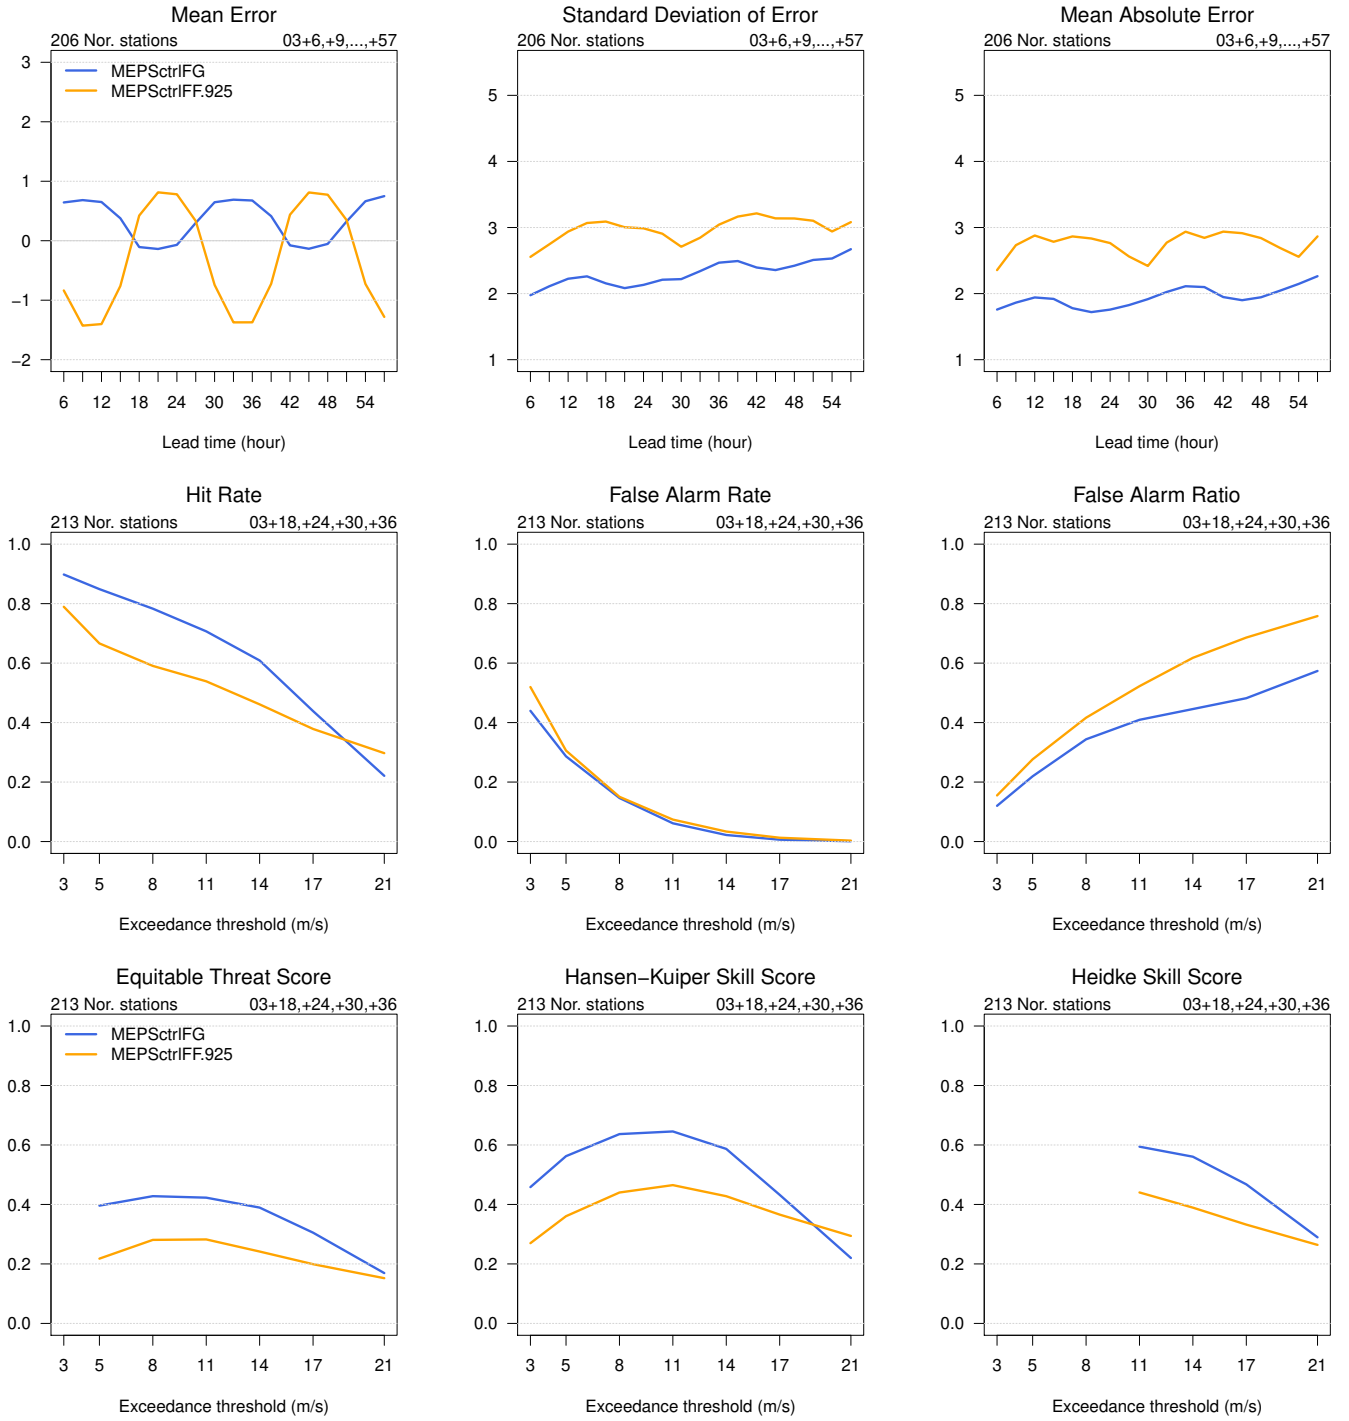 Mean Error
206 Nor. stations 03+6,+9,...,+57
MEPSctrlFG
MEPSctrlFF.925
3
2
1
0
−1
−2
6 12 18 24 30 36 42 48 54
Lead time (hour)
Standard Deviation of Error
206 Nor. stations 03+6,+9,...,+57
5
4
3
2
1
6 12 18 24 30 36 42 48 54
Lead time (hour)
Mean Absolute Error
206 Nor. stations 03+6,+9,...,+57
5
4
3
2
1
6 12 18 24 30 36 42 48 54
Lead time (hour)
Hit Rate
213 Nor. stations 03+18,+24,+30,+36
1.0
0.8
0.6
0.4
0.2
0.0
3 5 8 11 14 17 21
Exceedance threshold (m/s)
False Alarm Rate
213 Nor. stations 03+18,+24,+30,+36
1.0
0.8
0.6
0.4
0.2
0.0
3 5 8 11 14 17 21
Exceedance threshold (m/s)
False Alarm Ratio
213 Nor. stations 03+18,+24,+30,+36
1.0
0.8
0.6
0.4
0.2
0.0
3 5 8 11 14 17 21
Exceedance threshold (m/s)
Equitable Threat Score
213 Nor. stations 03+18,+24,+30,+36
MEPSctrlFG
MEPSctrlFF.925
1.0
0.8
0.6
0.4
0.2
0.0
3 5 8 11 14 17 21
Exceedance threshold (m/s)
Hansen−Kuiper Skill Score
213 Nor. stations 03+18,+24,+30,+36
1.0
0.8
0.6
0.4
0.2
0.0
3 5 8 11 14 17 21
Exceedance threshold (m/s)
Heidke Skill Score
213 Nor. stations 03+18,+24,+30,+36
1.0
0.8
0.6
0.4
0.2
0.0
3 5 8 11 14 17 21
Exceedance threshold (m/s)